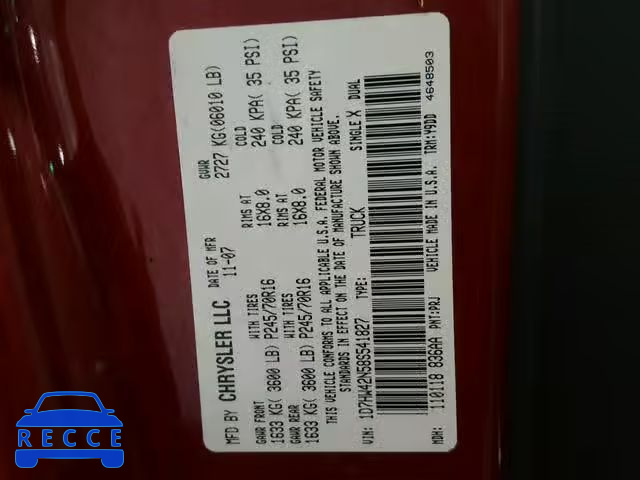 MFD BY CHRYSLER LLC DATE OF MFR 11-07 GVWR 2727 KG(06010 LB)
GAWR FRONT WITH TIRES RIMS AT COLD
1633 KG( 3600 LB) P245/70R16 16X8.0 240 KPA( 35 PSI)
GAWR REAR WITH TIRES RIMS AT COLD
1633 KG( 3600 LB) P245/70R16 16X8.0 240 KPA( 35 PSI)
THIS VEHICLE CONFORMS TO ALL APPLICABLE U.S.A. FEDERAL MOTOR VEHICLE SAFETY
STANDARDS IN EFFECT ON THE DATE OF MANUFACTURE SHOWN ABOVE.
VIN: 1D7HW42N58S541827 TYPE: TRUCK SINGLE X DUAL
MDH: 110118 836AA PNT:PRJ VEHICLE MADE IN U.S.A. TRM:Y9DD 4648503
RECCE